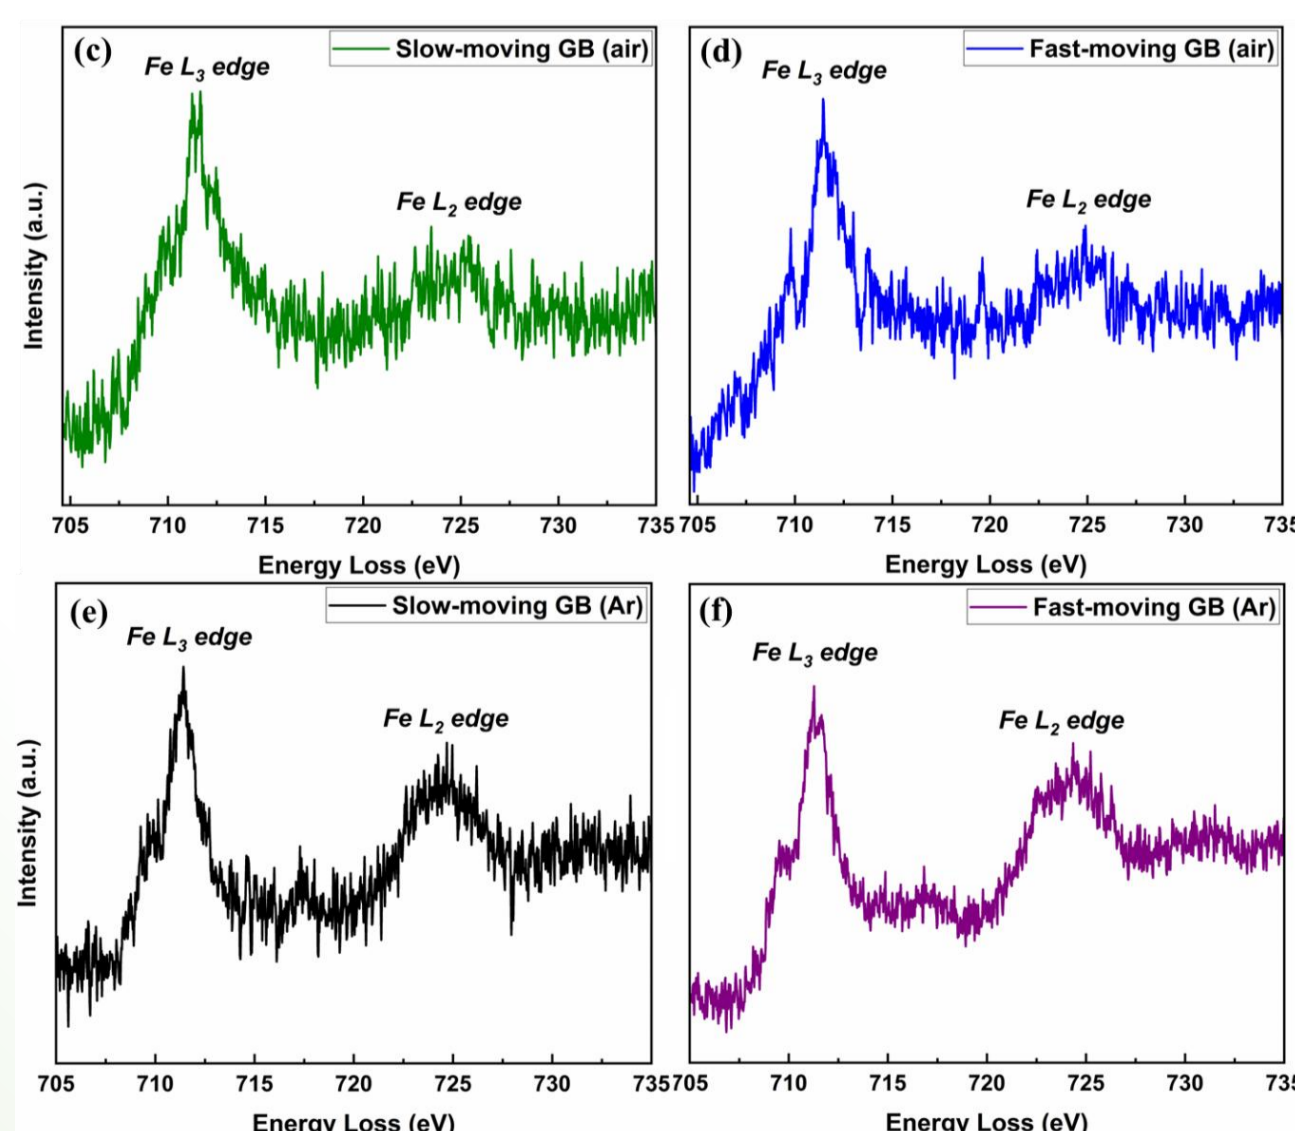 (c)
Slow-moving GB (air)
Fe L3 edge
Fe L2 edge
Intensity (a.u.)
705 710 715 720 725 730 735
Energy Loss (eV)
(d)
Fast-moving GB (air)
Fe L3 edge
Fe L2 edge
705 710 715 720 725 730 735
Energy Loss (eV)
(e)
Slow-moving GB (Ar)
Fe L3 edge
Fe L2 edge
Intensity (a.u.)
705 710 715 720 725 730 735
Energy Loss (eV)
(f)
Fast-moving GB (Ar)
Fe L3 edge
Fe L2 edge
705 710 715 720 725 730 735
Energy Loss (eV)